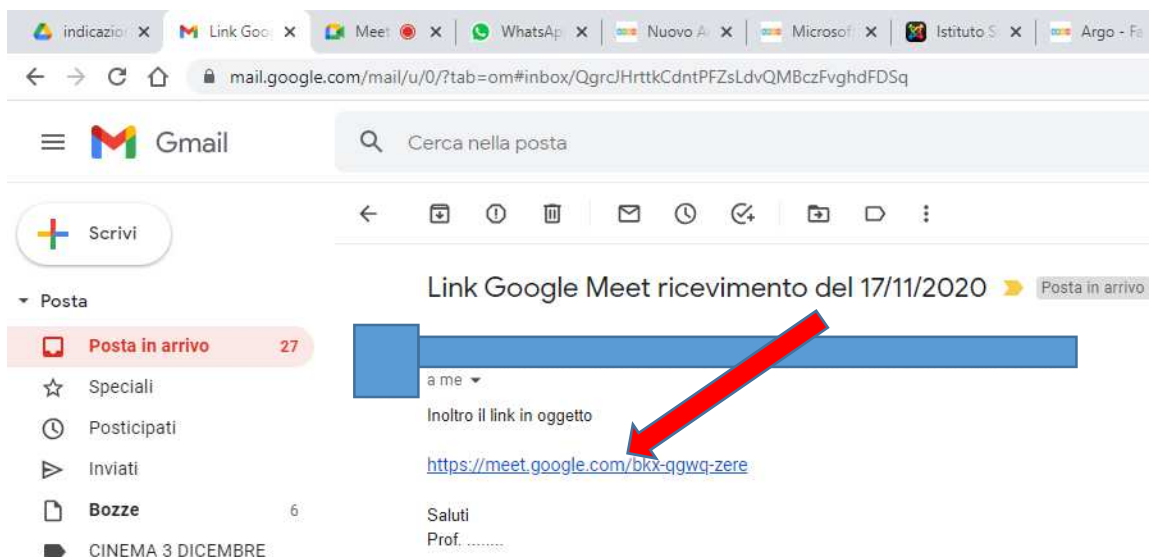 indicazion Link Goo Meet WhatsAp Nuovo A Microsof Istituto S Argo - Fa
mail.google.com/mail/u/0/?tab=om#inbox/QgrcJHrttkCdntPFZsLdvQMBczFvghdFDSq
Gmail
Cerca nella posta
Scrivi
Link Google Meet ricevimento del 17/11/2020 Posta in arrivo
Posta
Posta in arrivo 27
a me
Speciali
Inoltro il link in oggetto
Posticipati
Inviati
https://meet.google.com/bkx-qgwq-zere
Bozze 6
Saluti
Prof. ........
CINEMA 3 DICEMBRE